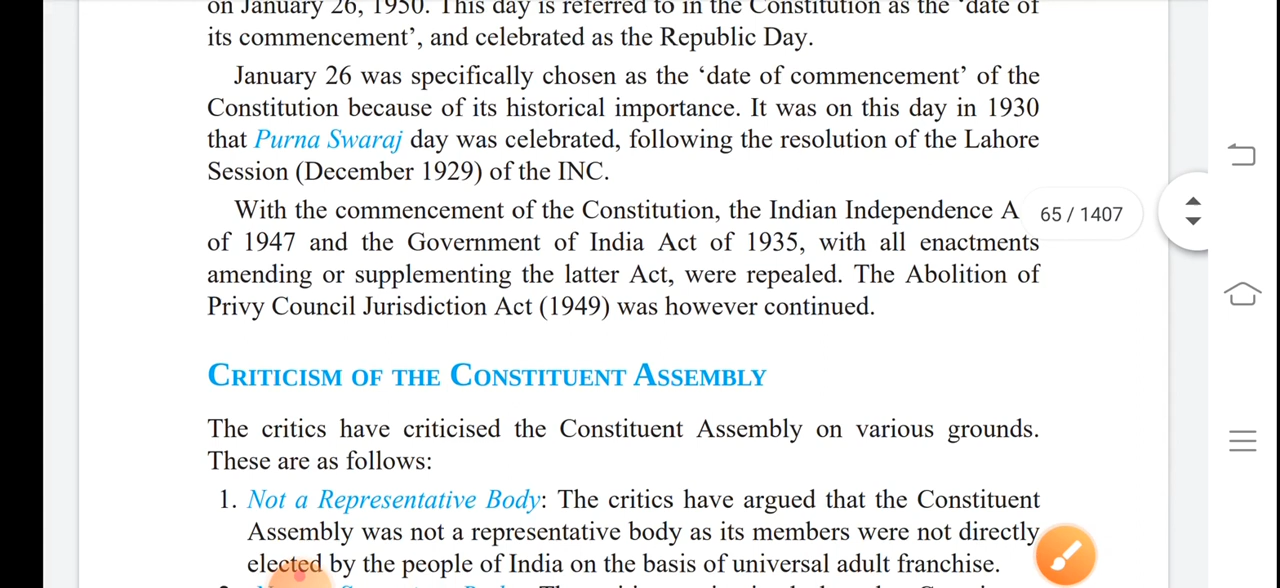 on January 26, 1950. This day is referred to in the Constitution as the ‘date of
its commencement’, and celebrated as the Republic Day.
January 26 was specifically chosen as the ‘date of commencement’ of the
Constitution because of its historical importance. It was on this day in 1930
that Purna Swaraj day was celebrated, following the resolution of the Lahore
Session (December 1929) of the INC.
With the commencement of the Constitution, the Indian Independence A
65 / 1407
of 1947 and the Government of India Act of 1935, with all enactments
amending or supplementing the latter Act, were repealed. The Abolition of
Privy Council Jurisdiction Act (1949) was however continued.
CRITICISM OF THE CONSTITUENT ASSEMBLY
The critics have criticised the Constituent Assembly on various grounds.
These are as follows:
1. Not a Representative Body: The critics have argued that the Constituent
Assembly was not a representative body as its members were not directly
elected by the people of India on the basis of universal adult franchise.